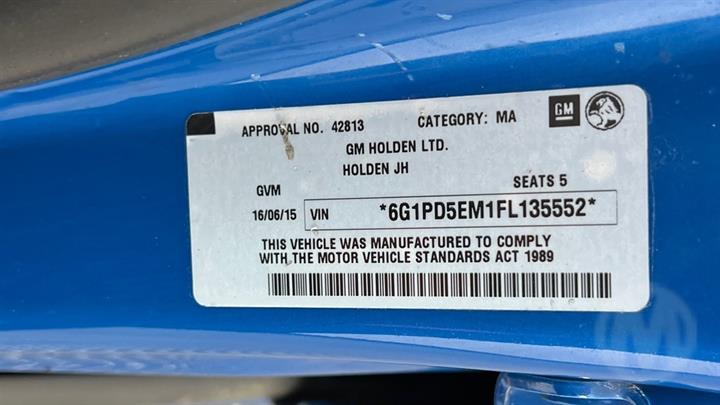 APPROVAL NO. 42813 CATEGORY: MA GM
GM HOLDEN LTD.
HOLDEN JH
GVM SEATS 5
16/06/15 VIN *6G1PD5EM1FL135552*
THIS VEHICLE WAS MANUFACTURED TO COMPLY
WITH THE MOTOR VEHICLE STANDARDS ACT 1989
M